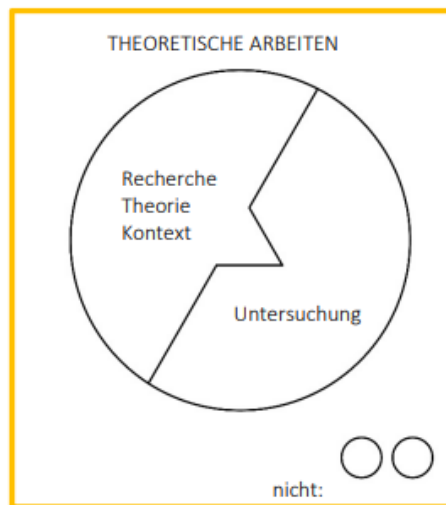 THEORETISCHE ARBEITEN
Recherche
Theorie
Kontext
Untersuchung
nicht: